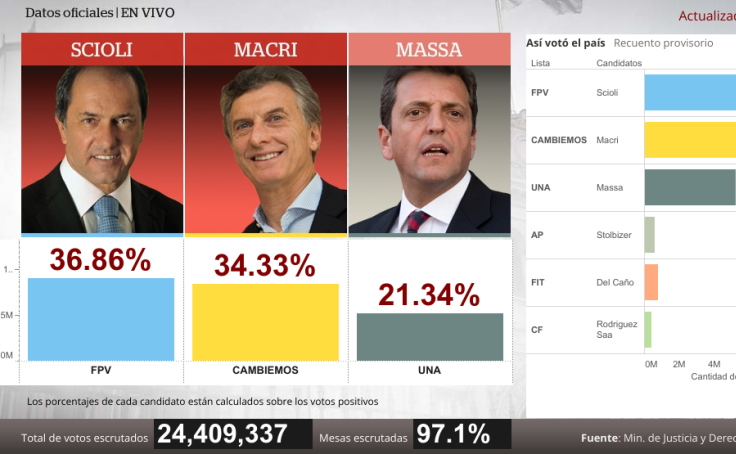 Datos oficiales | EN VIVO
Actualizad
SCIOLI
MACRI
MASSA
36.86%
34.33%
21.34%
1...
5M
0M
FPV
CAMBIEMOS
UNA
Los porcentajes de cada candidato están calculados sobre los votos positivos
Así votó el país Recuento provisorio
Lista Candidatos
FPV Scioli
CAMBIEMOS Macri
UNA Massa
AP Stolbizer
FIT Del Caño
CF Rodriguez
Saa
0M 2M 4M
Cantidad de
Total de votos escrutados 24,409,337 Mesas escrutadas 97.1% Fuente: Min. de Justicia y Derec